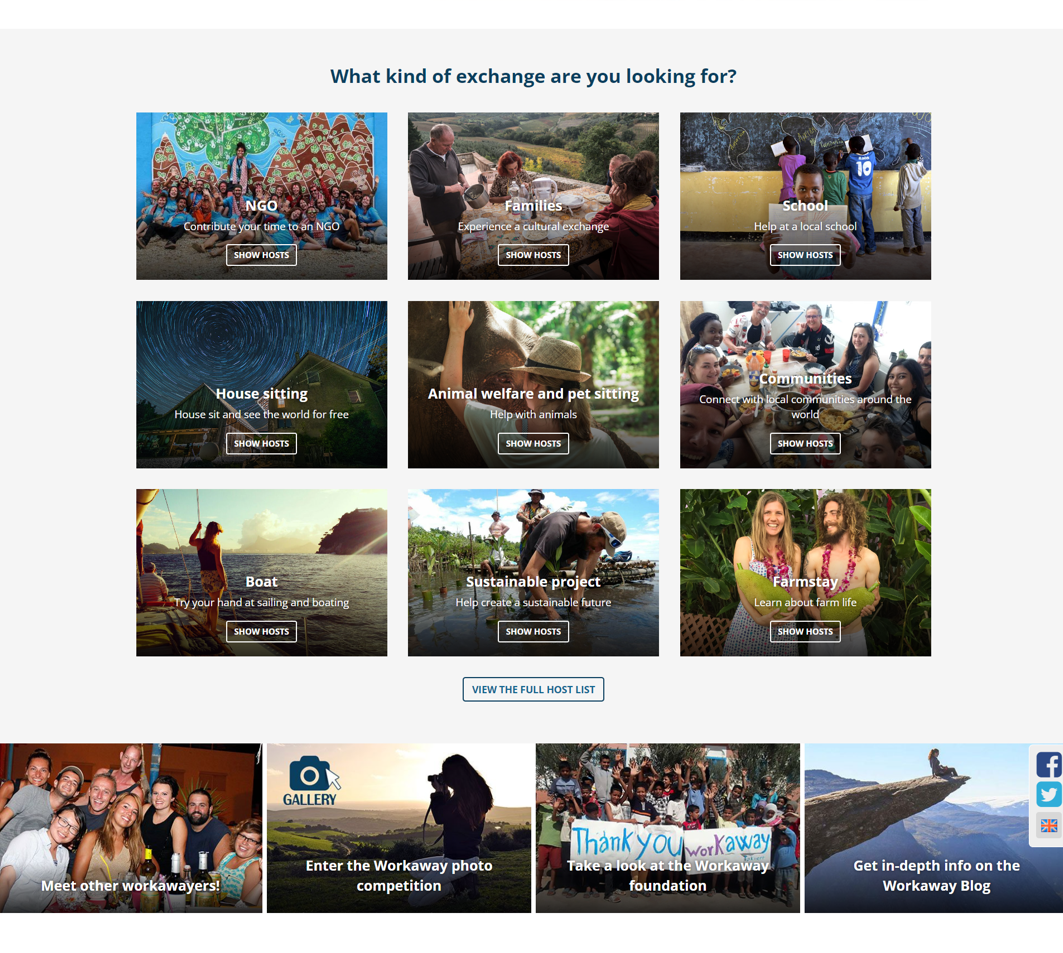 What kind of exchange are you looking for?
NGO
Contribute your time to an NGO
SHOW HOSTS
Families
Experience a cultural exchange
SHOW HOSTS
School
Help at a local school
SHOW HOSTS
10
House sitting
House sit and see the world for free
SHOW HOSTS
Animal welfare and pet sitting
Help with animals
SHOW HOSTS
Communities
Connect with local communities around the
world
SHOW HOSTS
Boat
Try your hand at sailing and boating
SHOW HOSTS
Sustainable project
Help create a sustainable future
SHOW HOSTS
Farmstay
Learn about farm life
SHOW HOSTS
VIEW THE FULL HOST LIST
Meet other workawayers!
GALLERY
Enter the Workaway photo
competition
Thank you workaway
Take a look at the Workaway
foundation
Get in-depth info on the
Workaway Blog